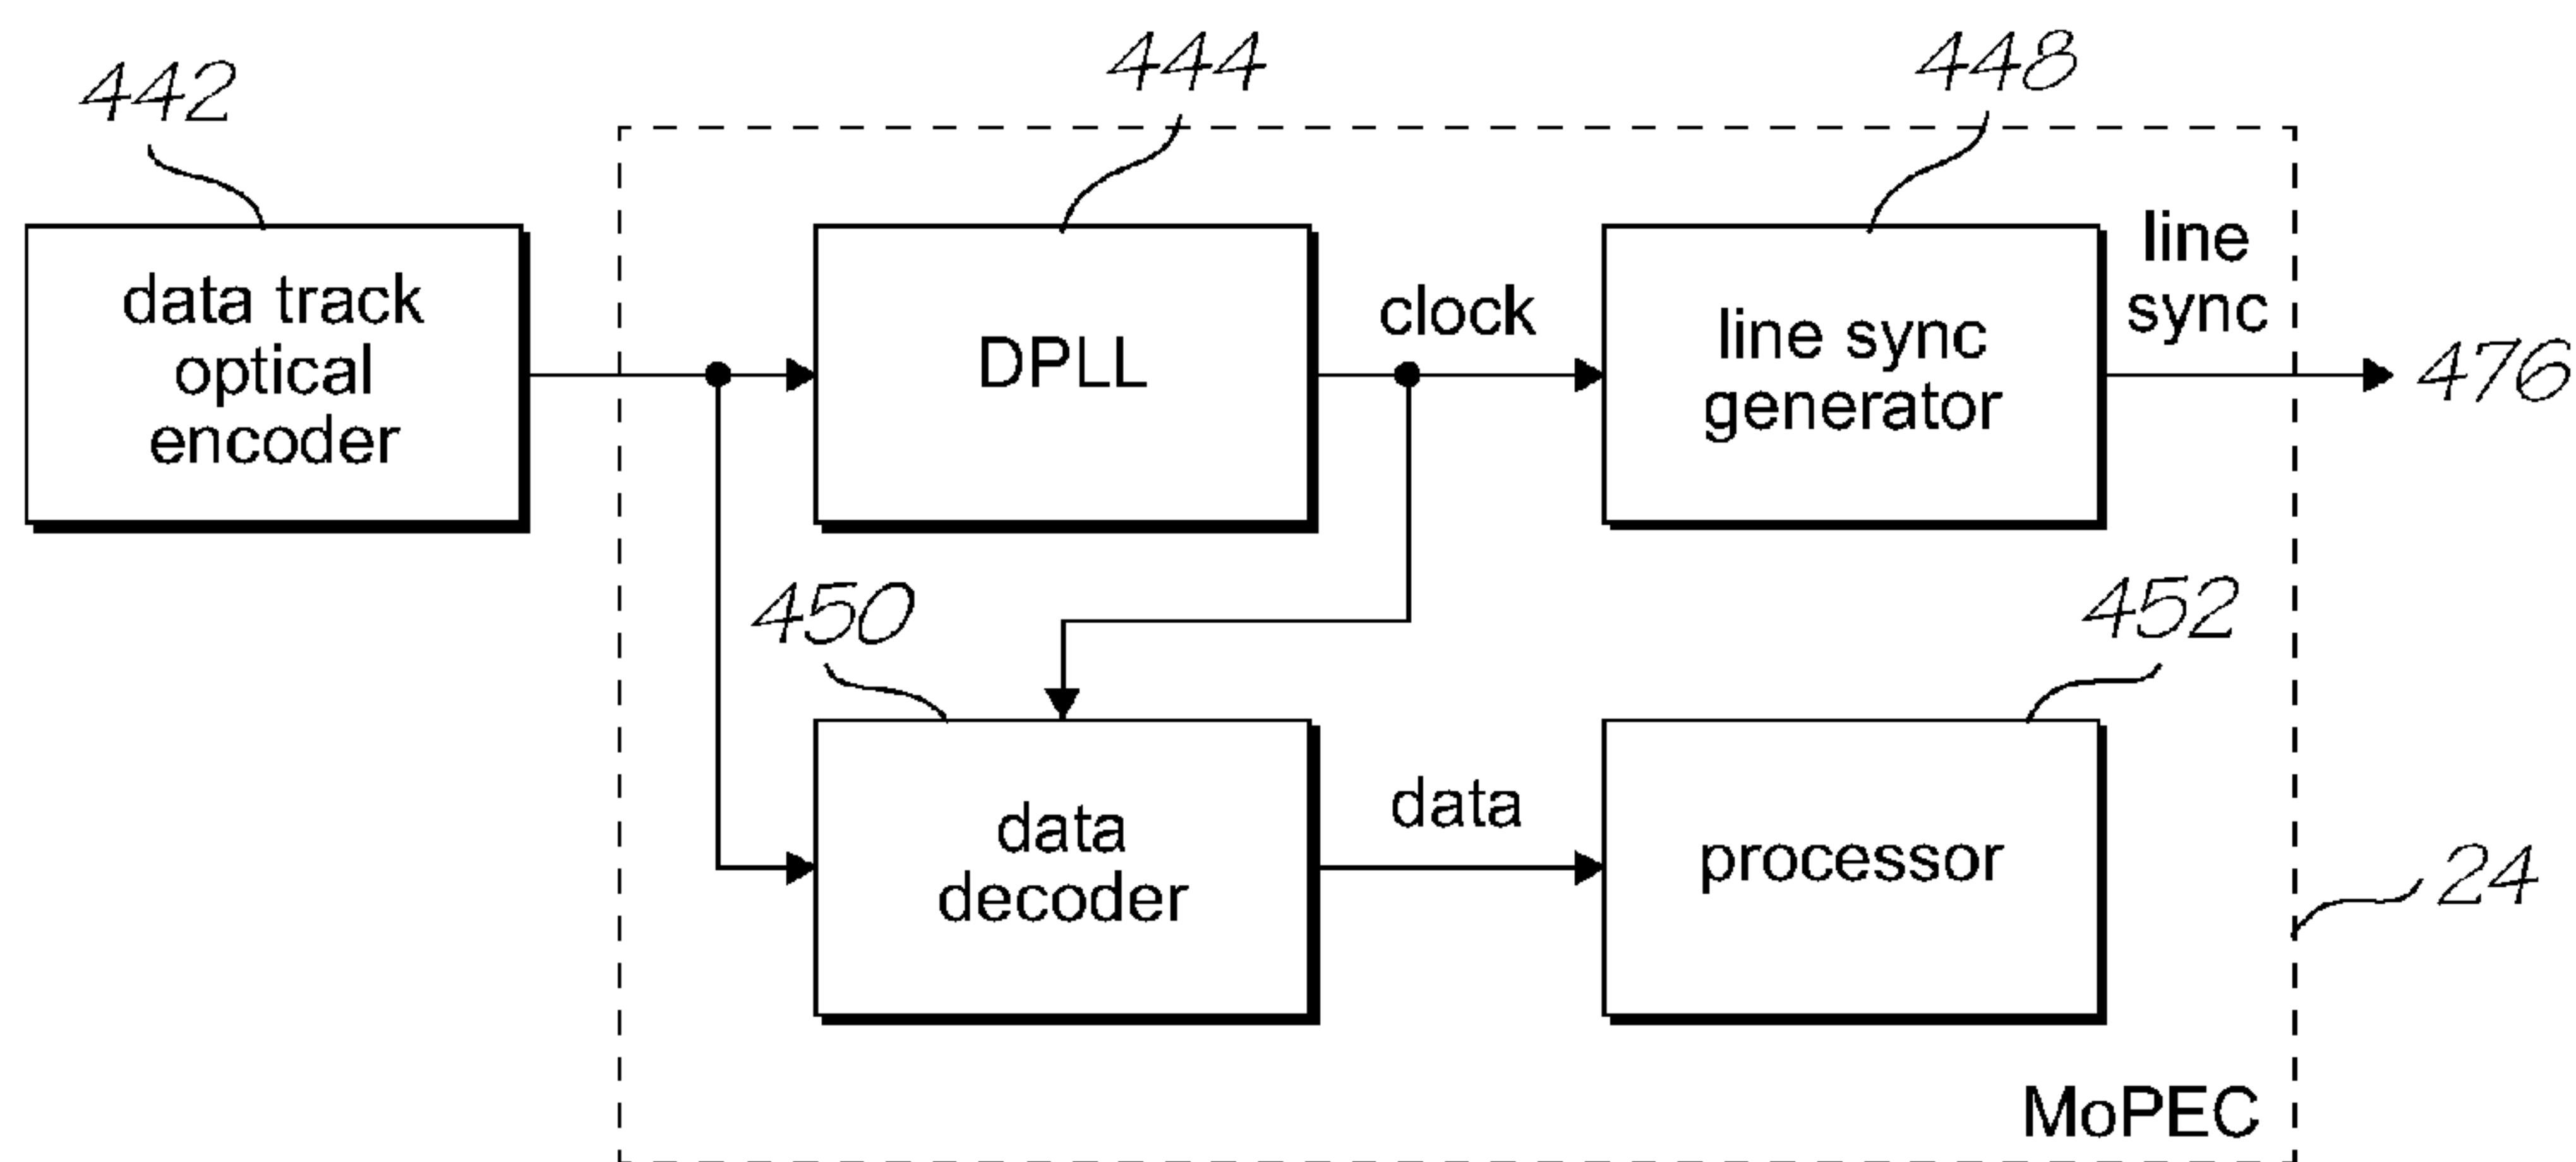 442
444
448
data track
optical
encoder
DPLL
clock
line sync
generator
line
sync
476
450
452
data
decoder
data
processor
24
MoPEC